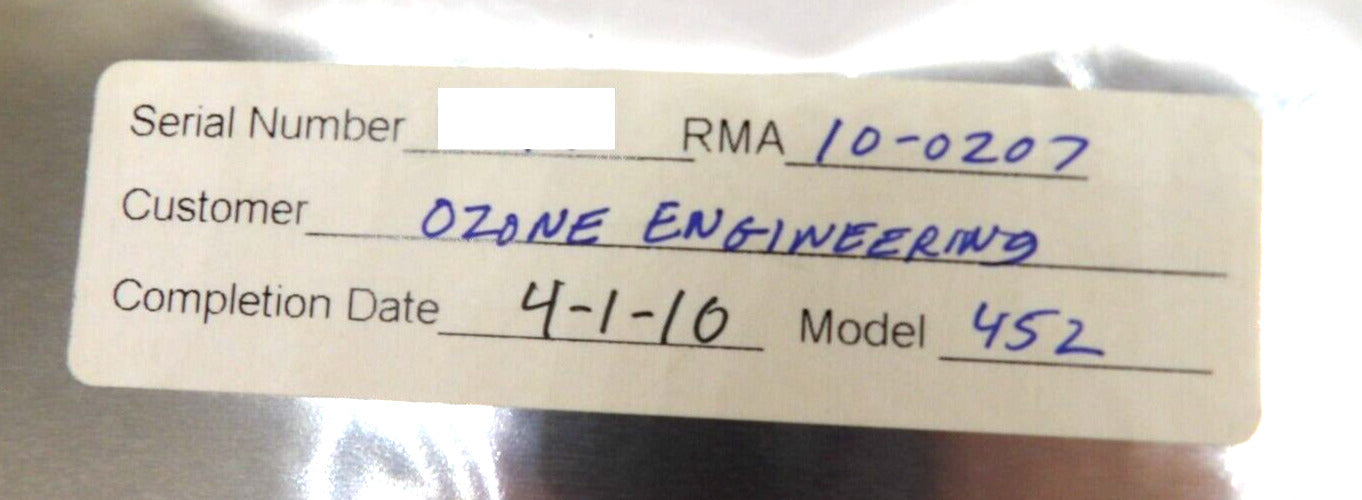 Serial Number RMA 10-0207
Customer OZONE ENGINEERING
Completion Date 4-1-10 Model 452